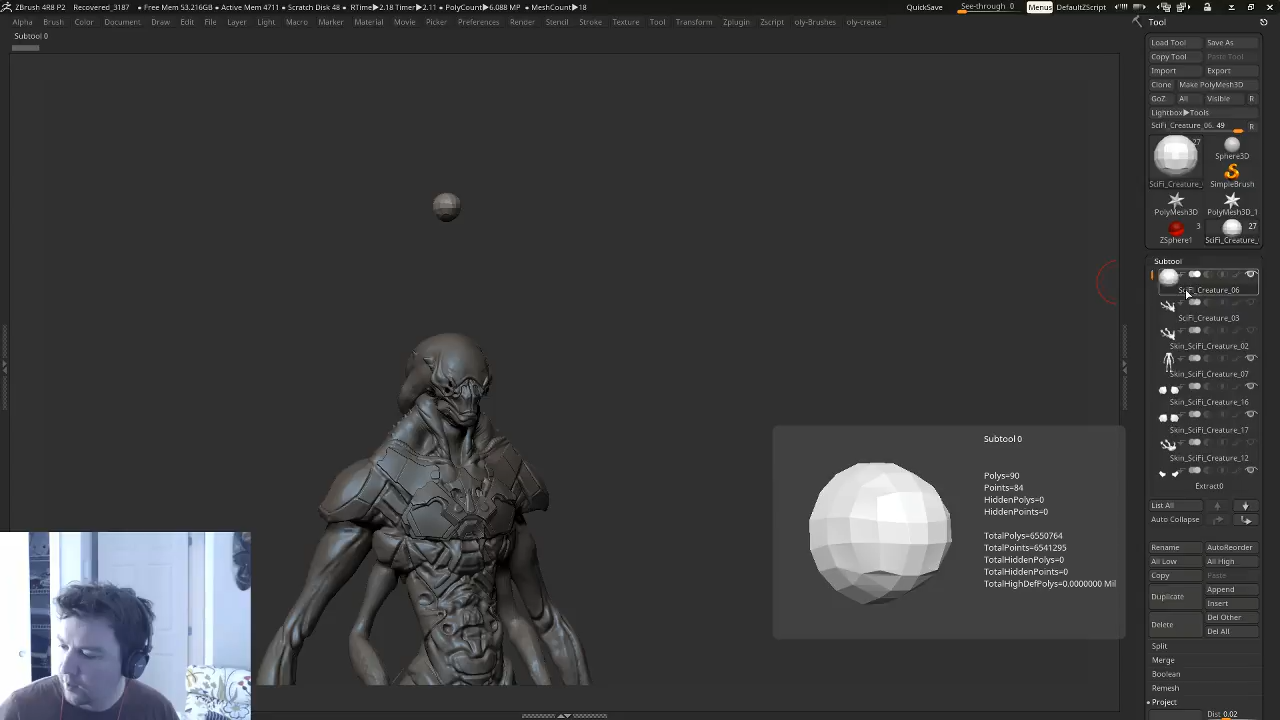 ZBrush 4R8 P2 Recovered_3187 • Free Mem 53.216GB • Active Mem 4711 • Scratch Disk 48 • RTime▶2.18 Timer▶2.11 • PolyCount▶6.088 MP • MeshCount▶18
QuickSave
See-through 0
Menus
DefaultZScript
Alpha Brush Color Document Draw Edit File Layer Light Macro Marker Material Movie Picker Preferences Render Stencil Stroke Texture Tool Transform Zplugin Zscript oly-Brushes oly-create
Subtool 0
Tool
Load Tool Save As
Copy Tool Paste Tool
Import Export
Clone Make PolyMesh3D
GoZ All Visible R
Lightbox▶Tools
SciFi_Creature_06. 49 R
27
Sphere3D
SciFi_Creature_ SimpleBrush
PolyMesh3D PolyMesh3D_1
3 27
ZSphere1 SciFi_Creature_
Subtool
SciFi_Creature_06
SciFi_Creature_03
Skin_SciFi_Creature_02
Skin_SciFi_Creature_07
Skin_SciFi_Creature_16
Skin_SciFi_Creature_17
Skin_SciFi_Creature_12
Extract0
List All
Auto Collapse
Rename AutoReorder
All Low All High
Copy Paste
Duplicate Append
Insert
Delete Del Other
Del All
Split
Merge
Boolean
Remesh
Project
Dist 0.02
Subtool 0
Polys=90
Points=84
HiddenPolys=0
HiddenPoints=0
TotalPolys=6550764
TotalPoints=6541295
TotalHiddenPolys=0
TotalHiddenPoints=0
TotalHighDefPolys=0.0000000 Mil